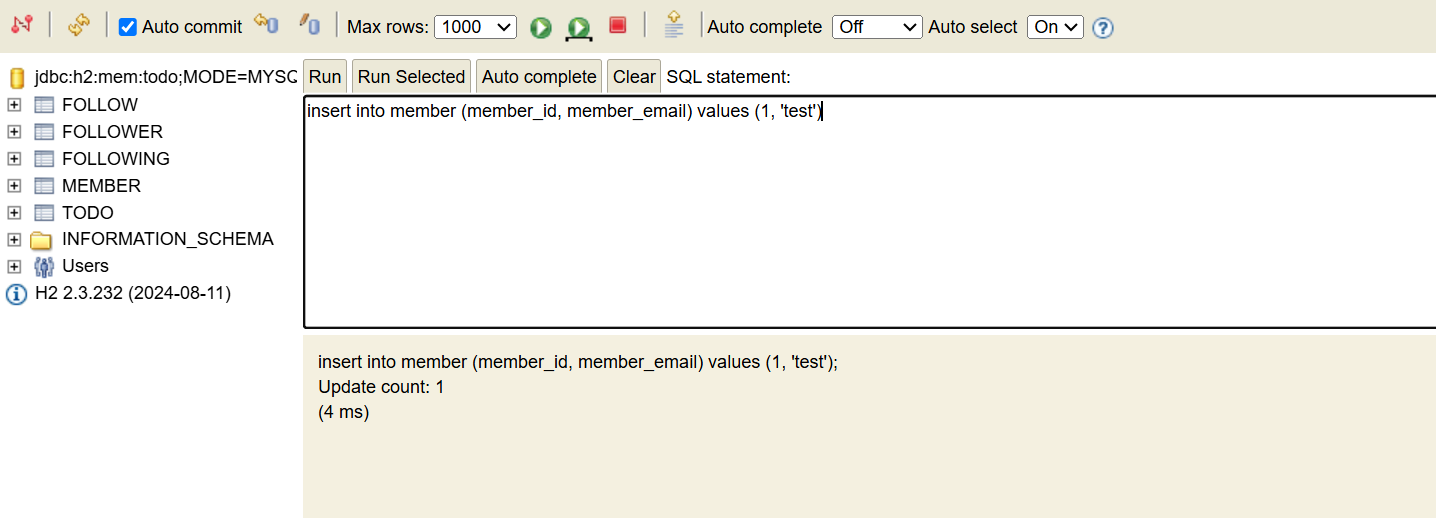 Auto commit Max rows: 1000 Auto complete Off Auto select On
jdbc:h2:mem:todo;MODE=MYSQ
Run Run Selected Auto complete Clear SQL statement:
FOLLOW
FOLLOWER
FOLLOWING
MEMBER
TODO
INFORMATION_SCHEMA
Users
H2 2.3.232 (2024-08-11)
insert into member (member_id, member_email) values (1, 'test')
insert into member (member_id, member_email) values (1, 'test');
Update count: 1
(4 ms)